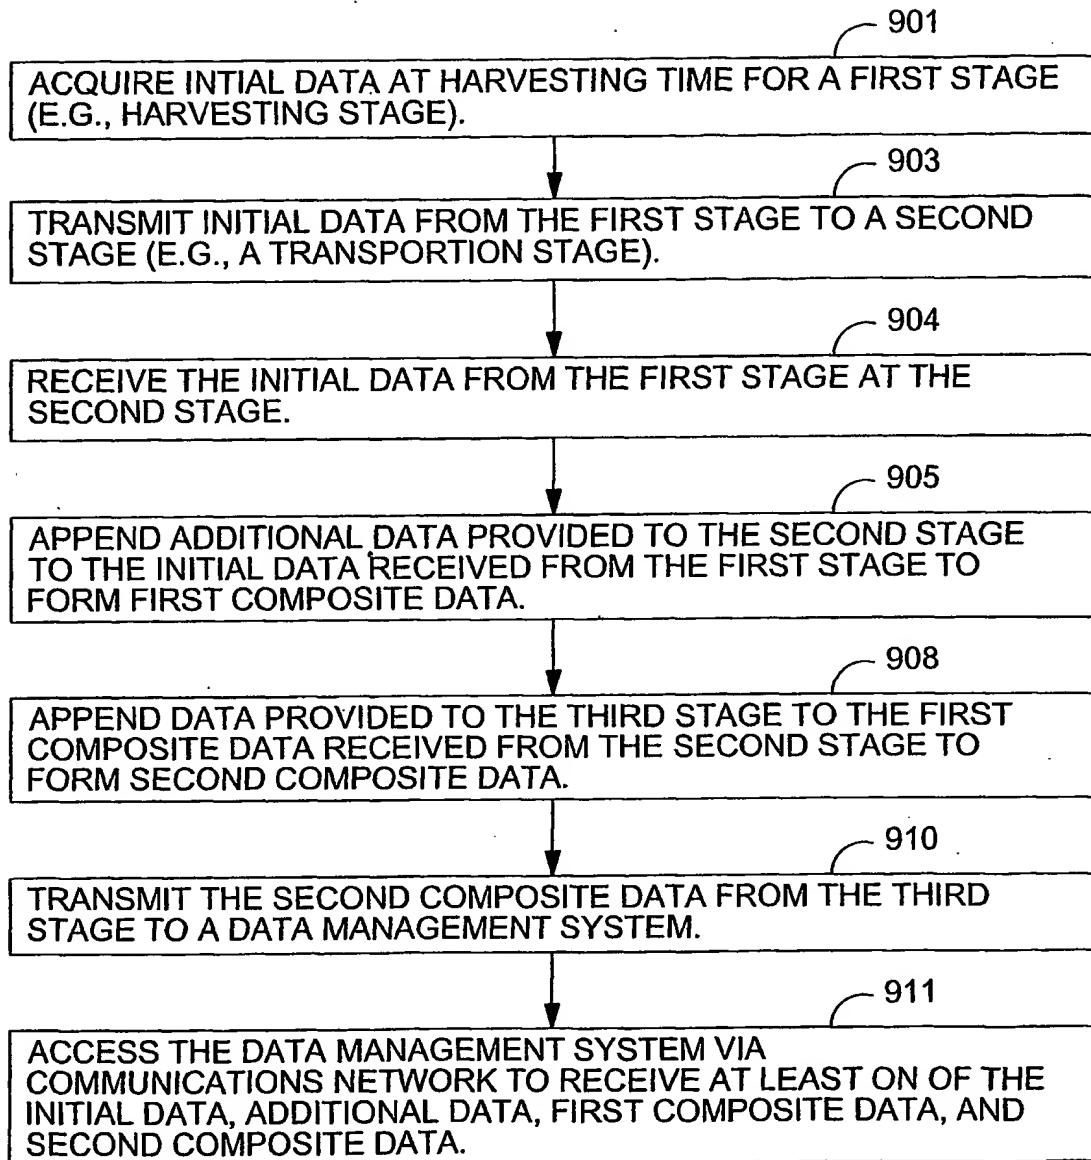 901
ACQUIRE INTIAL DATA AT HARVESTING TIME FOR A FIRST STAGE
(E.G., HARVESTING STAGE).
903
TRANSMIT INITIAL DATA FROM THE FIRST STAGE TO A SECOND
STAGE (E.G., A TRANSPORTION STAGE).
904
RECEIVE THE INITIAL DATA FROM THE FIRST STAGE AT THE
SECOND STAGE.
905
APPEND ADDITIONAL DATA PROVIDED TO THE SECOND STAGE
TO THE INITIAL DATA RECEIVED FROM THE FIRST STAGE TO
FORM FIRST COMPOSITE DATA.
908
APPEND DATA PROVIDED TO THE THIRD STAGE TO THE FIRST
COMPOSITE DATA RECEIVED FROM THE SECOND STAGE TO
FORM SECOND COMPOSITE DATA.
910
TRANSMIT THE SECOND COMPOSITE DATA FROM THE THIRD
STAGE TO A DATA MANAGEMENT SYSTEM.
911
ACCESS THE DATA MANAGEMENT SYSTEM VIA
COMMUNICATIONS NETWORK TO RECEIVE AT LEAST ON OF THE
INITIAL DATA, ADDITIONAL DATA, FIRST COMPOSITE DATA, AND
SECOND COMPOSITE DATA.